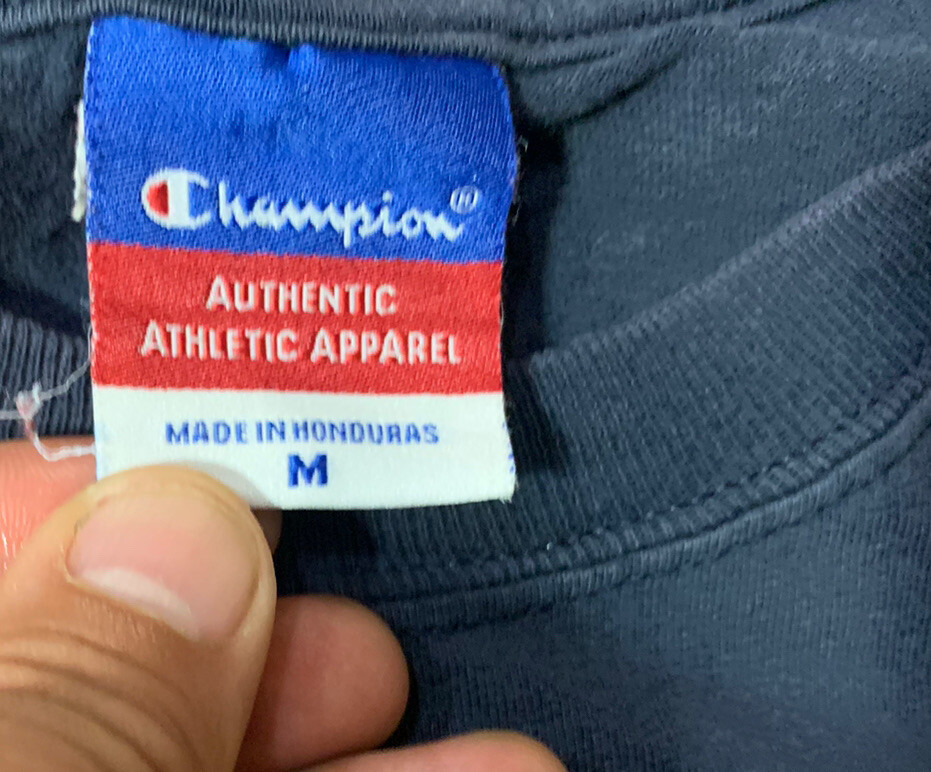 Champion®
AUTHENTIC
ATHLETIC APPAREL
MADE IN HONDURAS
M